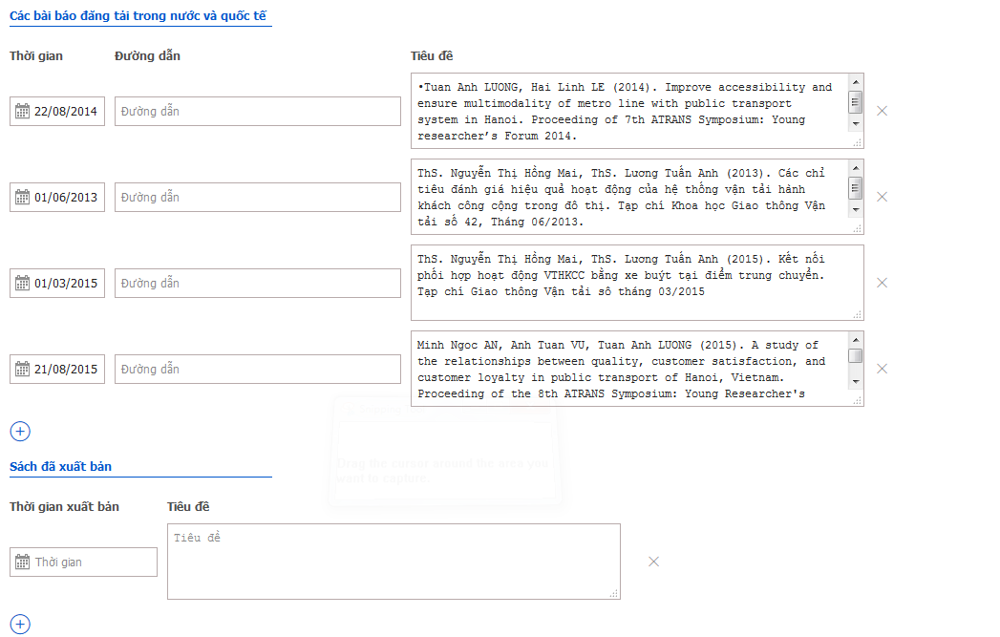 Các bài báo đăng tải trong nước và quốc tế
Thời gian Đường dẫn Tiêu đề
22/08/2014 Đường dẫn
•Tuan Anh LUONG, Hai Linh LE (2014). Improve accessibility and
ensure multimodality of metro line with public transport
system in Hanoi. Proceeding of 7th ATRANS Symposium: Young
researcher’s Forum 2014.
01/06/2013 Đường dẫn
ThS. Nguyễn Thị Hồng Mai, ThS. Lương Tuấn Anh (2013). Các chỉ
tiêu đánh giá hiệu quả hoạt động của hệ thống vận tải hành
khách công cộng trong đô thị. Tạp chí Khoa học Giao thông Vận
tải số 42, Tháng 06/2013.
01/03/2015 Đường dẫn
ThS. Nguyễn Thị Hồng Mai, ThS. Lương Tuấn Anh (2015). Kết nối
phối hợp hoạt động VTHKCC bằng xe buýt tại điểm trung chuyển.
Tạp chí Giao thông Vận tải số tháng 03/2015
21/08/2015 Đường dẫn
Minh Ngoc AN, Anh Tuan VU, Tuan Anh LUONG (2015). A study of
the relationships between quality, customer satisfaction, and
customer loyalty in public transport of Hanoi, Vietnam.
Proceeding of the 8th ATRANS Symposium: Young Researcher's
Drag the cursor around the area you
want to capture.
Sách đã xuất bản
Thời gian xuất bản Tiêu đề
Thời gian Tiêu đề